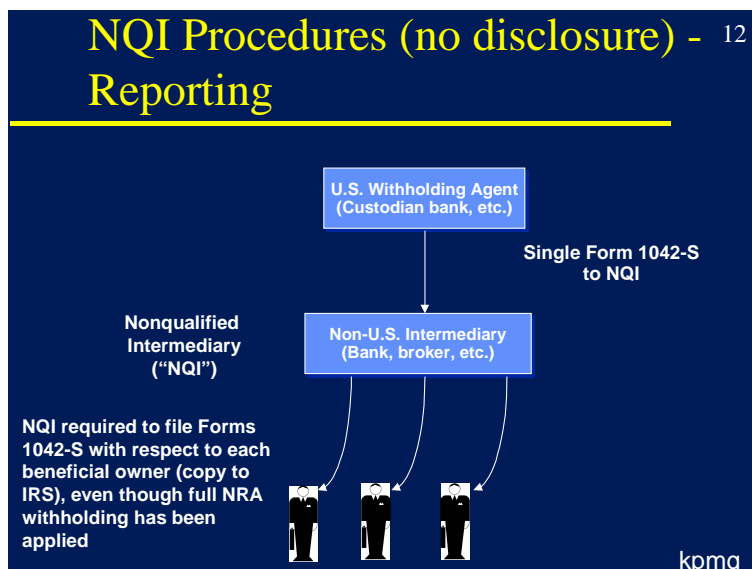 NQI Procedures (no disclosure) -
Reporting
12
U.S. Withholding Agent
(Custodian bank, etc.)
Single Form 1042-S
to NQI
Nonqualified
Intermediary
(“NQI”)
Non-U.S. Intermediary
(Bank, broker, etc.)
NQI required to file Forms
1042-S with respect to each
beneficial owner (copy to
IRS), even though full NRA
withholding has been
applied
kpmg